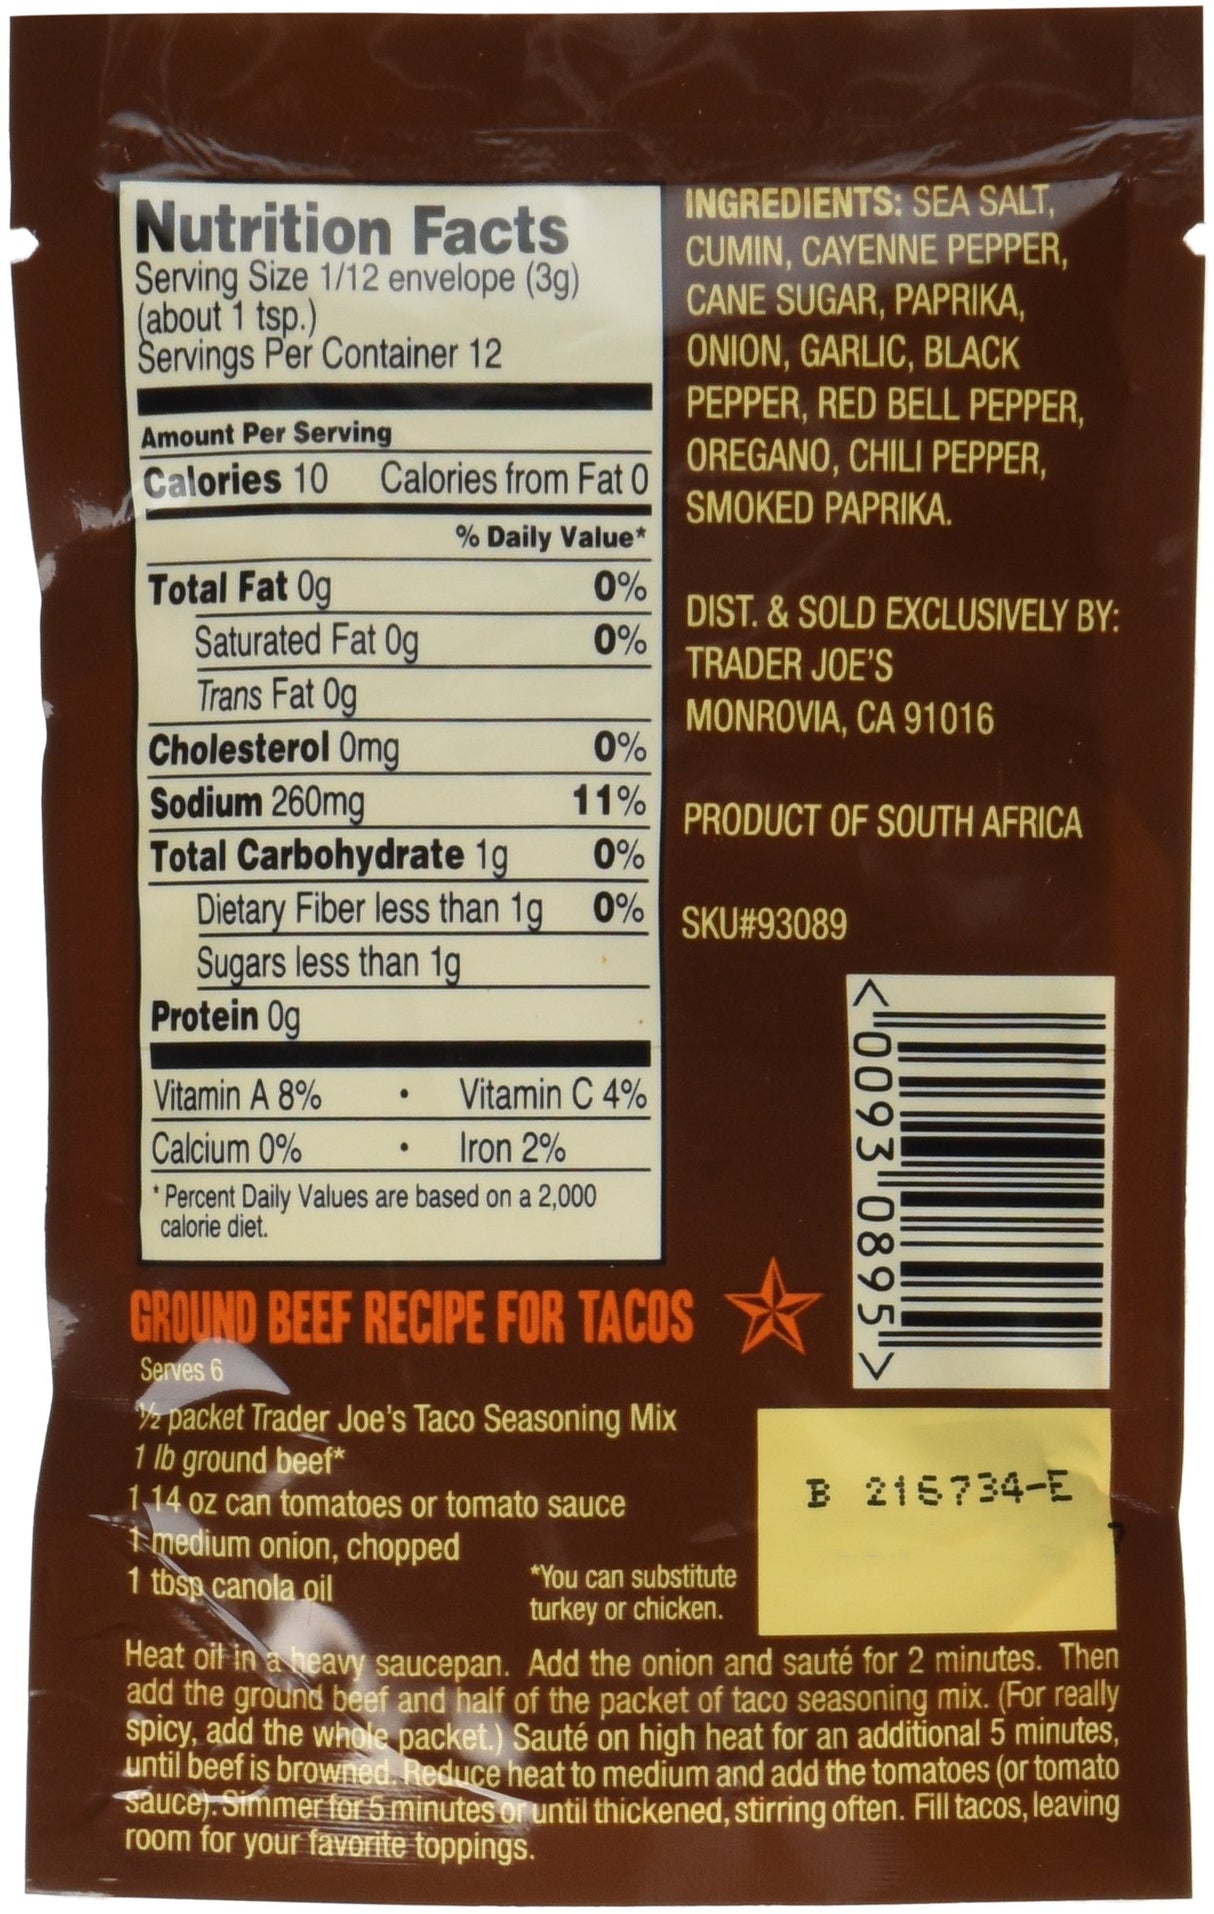 Nutrition Facts
Serving Size 1/12 envelope (3g)
(about 1 tsp.)
Servings Per Container 12
Amount Per Serving
Calories 10 Calories from Fat 0
% Daily Value*
Total Fat 0g 0%
Saturated Fat 0g 0%
Trans Fat 0g
Cholesterol 0mg 0%
Sodium 260mg 11%
Total Carbohydrate 1g 0%
Dietary Fiber less than 1g 0%
Sugars less than 1g
Protein 0g
Vitamin A 8% • Vitamin C 4%
Calcium 0% • Iron 2%
* Percent Daily Values are based on a 2,000
calorie diet.
INGREDIENTS: SEA SALT,
CUMIN, CAYENNE PEPPER,
CANE SUGAR, PAPRIKA,
ONION, GARLIC, BLACK
PEPPER, RED BELL PEPPER,
OREGANO, CHILI PEPPER,
SMOKED PAPRIKA.
DIST. & SOLD EXCLUSIVELY BY:
TRADER JOE'S
MONROVIA, CA 91016
PRODUCT OF SOUTH AFRICA
SKU#93089
<0093 0895>
GROUND BEEF RECIPE FOR TACOS
Serves 6
½ packet Trader Joe's Taco Seasoning Mix
1 lb ground beef*
1 14 oz can tomatoes or tomato sauce
1 medium onion, chopped
1 tbsp canola oil
*You can substitute
turkey or chicken.
B 216734-E
Heat oil in a heavy saucepan. Add the onion and sauté for 2 minutes. Then
add the ground beef and half of the packet of taco seasoning mix. (For really
spicy, add the whole packet.) Sauté on high heat for an additional 5 minutes,
until beef is browned. Reduce heat to medium and add the tomatoes (or tomato
sauce). Simmer for 5 minutes or until thickened, stirring often. Fill tacos, leaving
room for your favorite toppings.